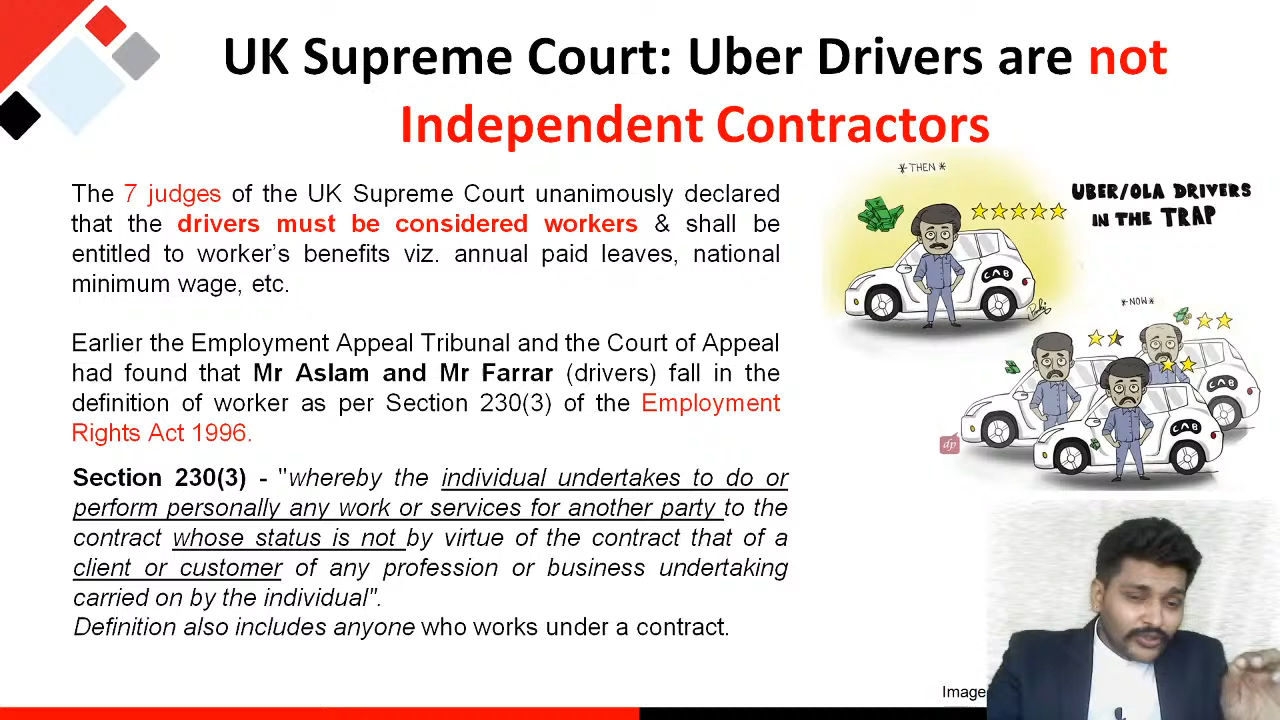 UK Supreme Court: Uber Drivers are not
Independent Contractors
The 7 judges of the UK Supreme Court unanimously declared
that the drivers must be considered workers & shall be
entitled to worker's benefits viz. annual paid leaves, national
minimum wage, etc.
Earlier the Employment Appeal Tribunal and the Court of Appeal
had found that Mr Aslam and Mr Farrar (drivers) fall in the
definition of worker as per Section 230(3) of the Employment
Rights Act 1996.
Section 230(3) - "whereby the individual undertakes to do or
perform personally any work or services for another party to the
contract whose status is not by virtue of the contract that of a
client or customer of any profession or business undertaking
carried on by the individual".
Definition also includes anyone who works under a contract.
*THEN*
UBER/OLA DRIVERS
IN THE TRAP
CAB
*NOW*
CAB
CAB
dp
Image